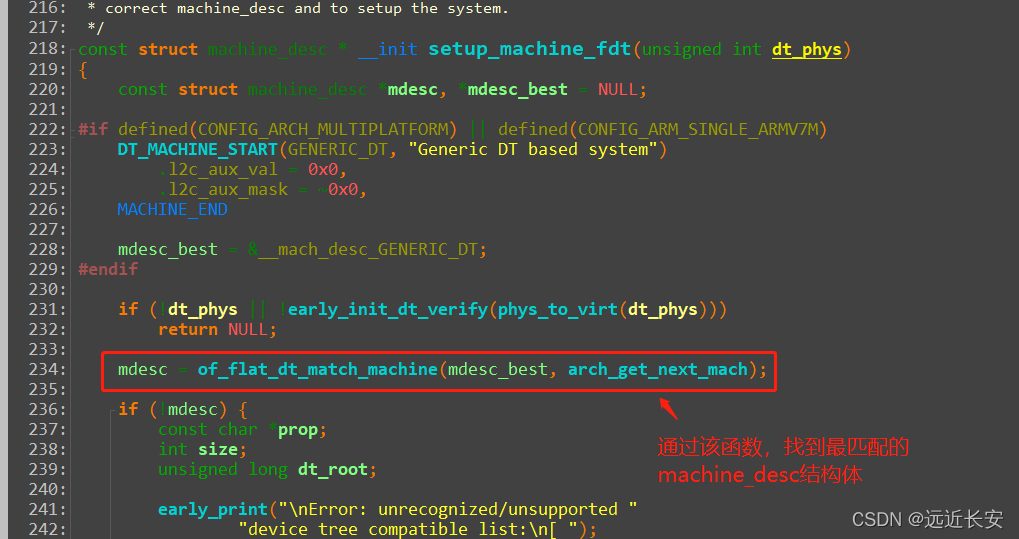 216:  * correct machine_desc and to setup the system.
217:  */
218: const struct machine_desc * __init setup_machine_fdt(unsigned int dt_phys)
219: {
220:     const struct machine_desc *mdesc, *mdesc_best = NULL;
221:
222: #if defined(CONFIG_ARCH_MULTIPLATFORM) || defined(CONFIG_ARM_SINGLE_ARMV7M)
223:     DT_MACHINE_START(GENERIC_DT, "Generic DT based system")
224:         .l2c_aux_val = 0x0,
225:         .l2c_aux_mask = ~0x0,
226:     MACHINE_END
227:
228:     mdesc_best = &__mach_desc_GENERIC_DT;
229: #endif
230:
231:     if (!dt_phys || !early_init_dt_verify(phys_to_virt(dt_phys)))
232:         return NULL;
233:
234:     mdesc = of_flat_dt_match_machine(mdesc_best, arch_get_next_mach);
235:
236:     if (!mdesc) {
237:         const char *prop;
238:         int size;
239:         unsigned long dt_root;
240:
241:         early_print("\nError: unrecognized/unsupported "
242:                 "device tree compatible list:\n[ ");
通过该函数，找到最匹配的
machine_desc结构体
CSDN @远近长安